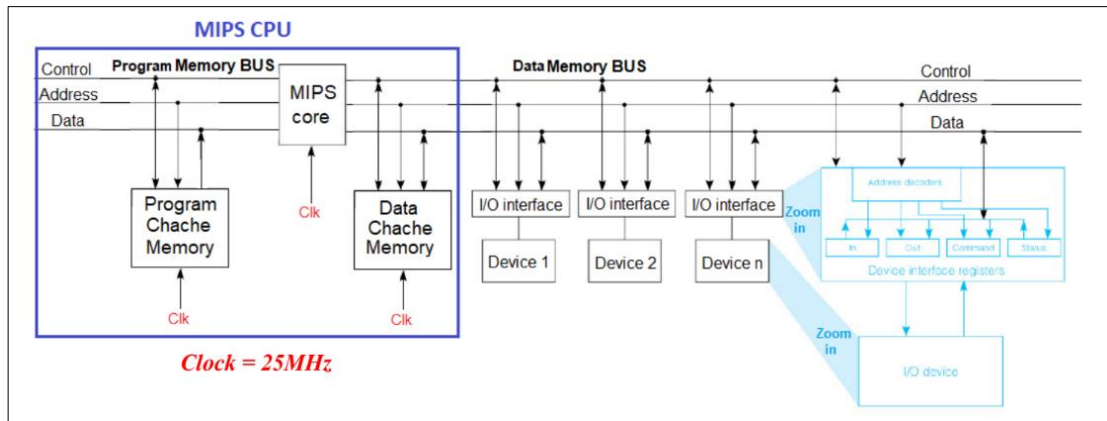 MIPS CPU
Control
Program Memory BUS
Address
Data
MIPS
core
Data Memory BUS
Control
Address
Data
Clk
Program
Chache
Memory
Data
Chache
Memory
Clk
Clk
Clock = 25MHz
I/O interface
I/O interface
I/O interface
Device 1
Device 2
Device n
Zoom
in
Address decoders
In
Out
Command
Status
Device interface registers
Zoom
in
I/O device